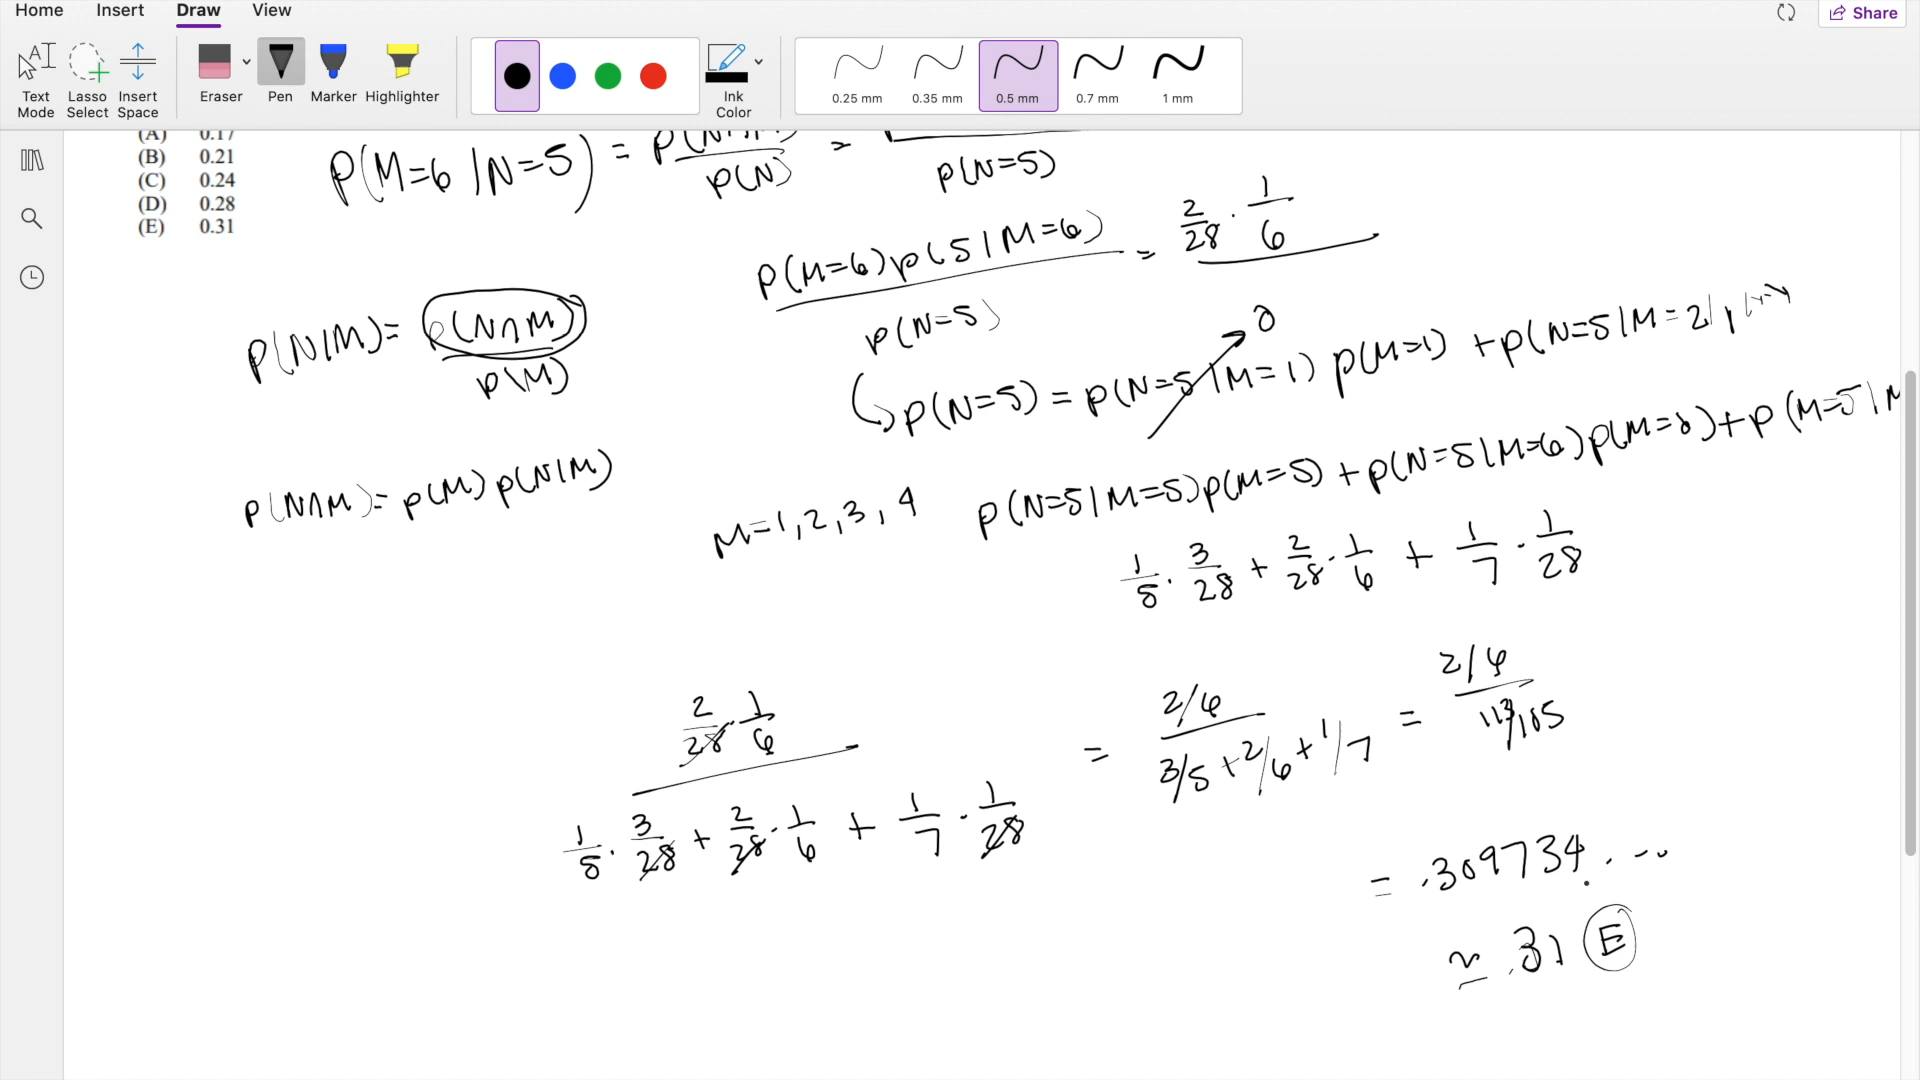 Home Insert Draw View
Share
Text Mode
Lasso Select
Insert Space
Eraser
Pen
Marker
Highlighter
Ink Color
0.25 mm
0.35 mm
0.5 mm
0.7 mm
1 mm
(A) 0.17
(B) 0.21
(C) 0.24
(D) 0.28
(E) 0.31
P(M=6 | N=5) = P(N∩M) / P(N) = / P(N=5)
P(M=6) P(5 | M=6) / P(N=5) = 2/28 · 1/6
P(N|M) = P(N∩M) / P(M)
↳ P(N=5) = P(N=5 | M=1) P(M=1) + P(N=5 | M=2)
0
P(N∩M) = P(M) P(N|M)
M=1, 2, 3, 4
P(N=5 | M=5) P(M=5) + P(N=5 | M=6) P(M=6) + P(M=5 | M
1/5 · 3/28 + 2/28 · 1/6 + 1/7 · 1/28
2/28 · 1/6
1/5 · 3/28 + 2/28 · 1/6 + 1/7 · 1/28
= 2/6 / 3/5 + 2/6 + 1/7 = 2/6 / 113/105
= .309734....
≈ .31 E